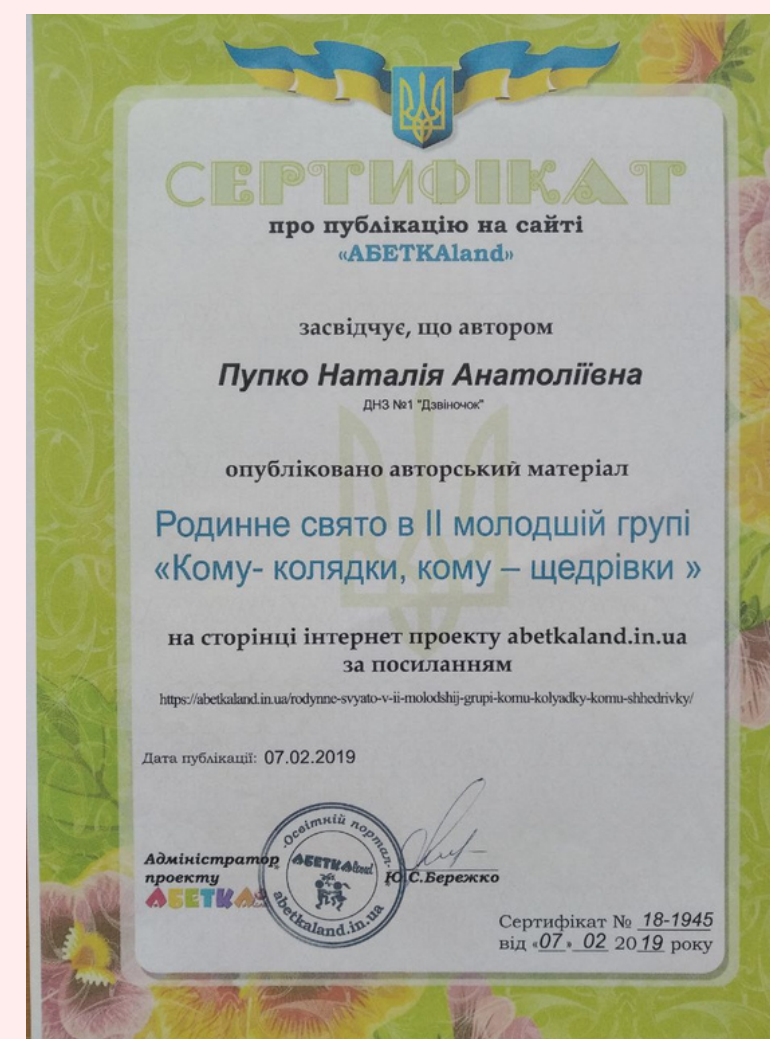 СЕРТИФІКАТ
про публікацію на сайті
«АБЕТКАland»
засвідчує, що автором
Пупко Наталія Анатоліївна
ДНЗ №1 "Дзвіночок"
опубліковано авторський матеріал
Родинне свято в ІІ молодшій групі
«Кому- колядки, кому – щедрівки »
на сторінці інтернет проекту abetkaland.in.ua
за посиланням
https://abetkaland.in.ua/rodynne-svyato-v-ii-molodshij-grupi-komu-kolyadky-komu-shhedrivky/
Дата публікації: 07.02.2019
Адміністратор
проекту
АБЕТКА
Освітній портал
АБЕТКАland
abetkaland.in.ua
Ю.С.Бережко
Сертифікат № 18-1945
від «07» 02 2019 року